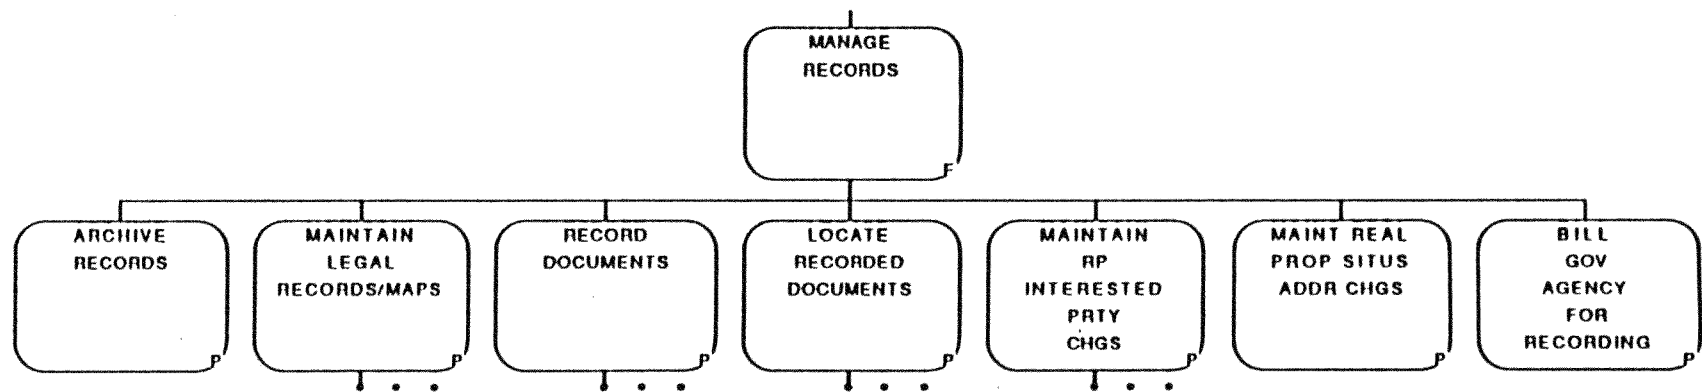 MANAGE
RECORDS
F
ARCHIVE
RECORDS
P
MAINTAIN
LEGAL
RECORDS/MAPS
P
RECORD
DOCUMENTS
P
LOCATE
RECORDED
DOCUMENTS
P
MAINTAIN
RP
INTERESTED
PRTY
CHGS
P
MAINT REAL
PROP SITUS
ADDR CHGS
P
BILL
GOV
AGENCY
FOR
RECORDING
P